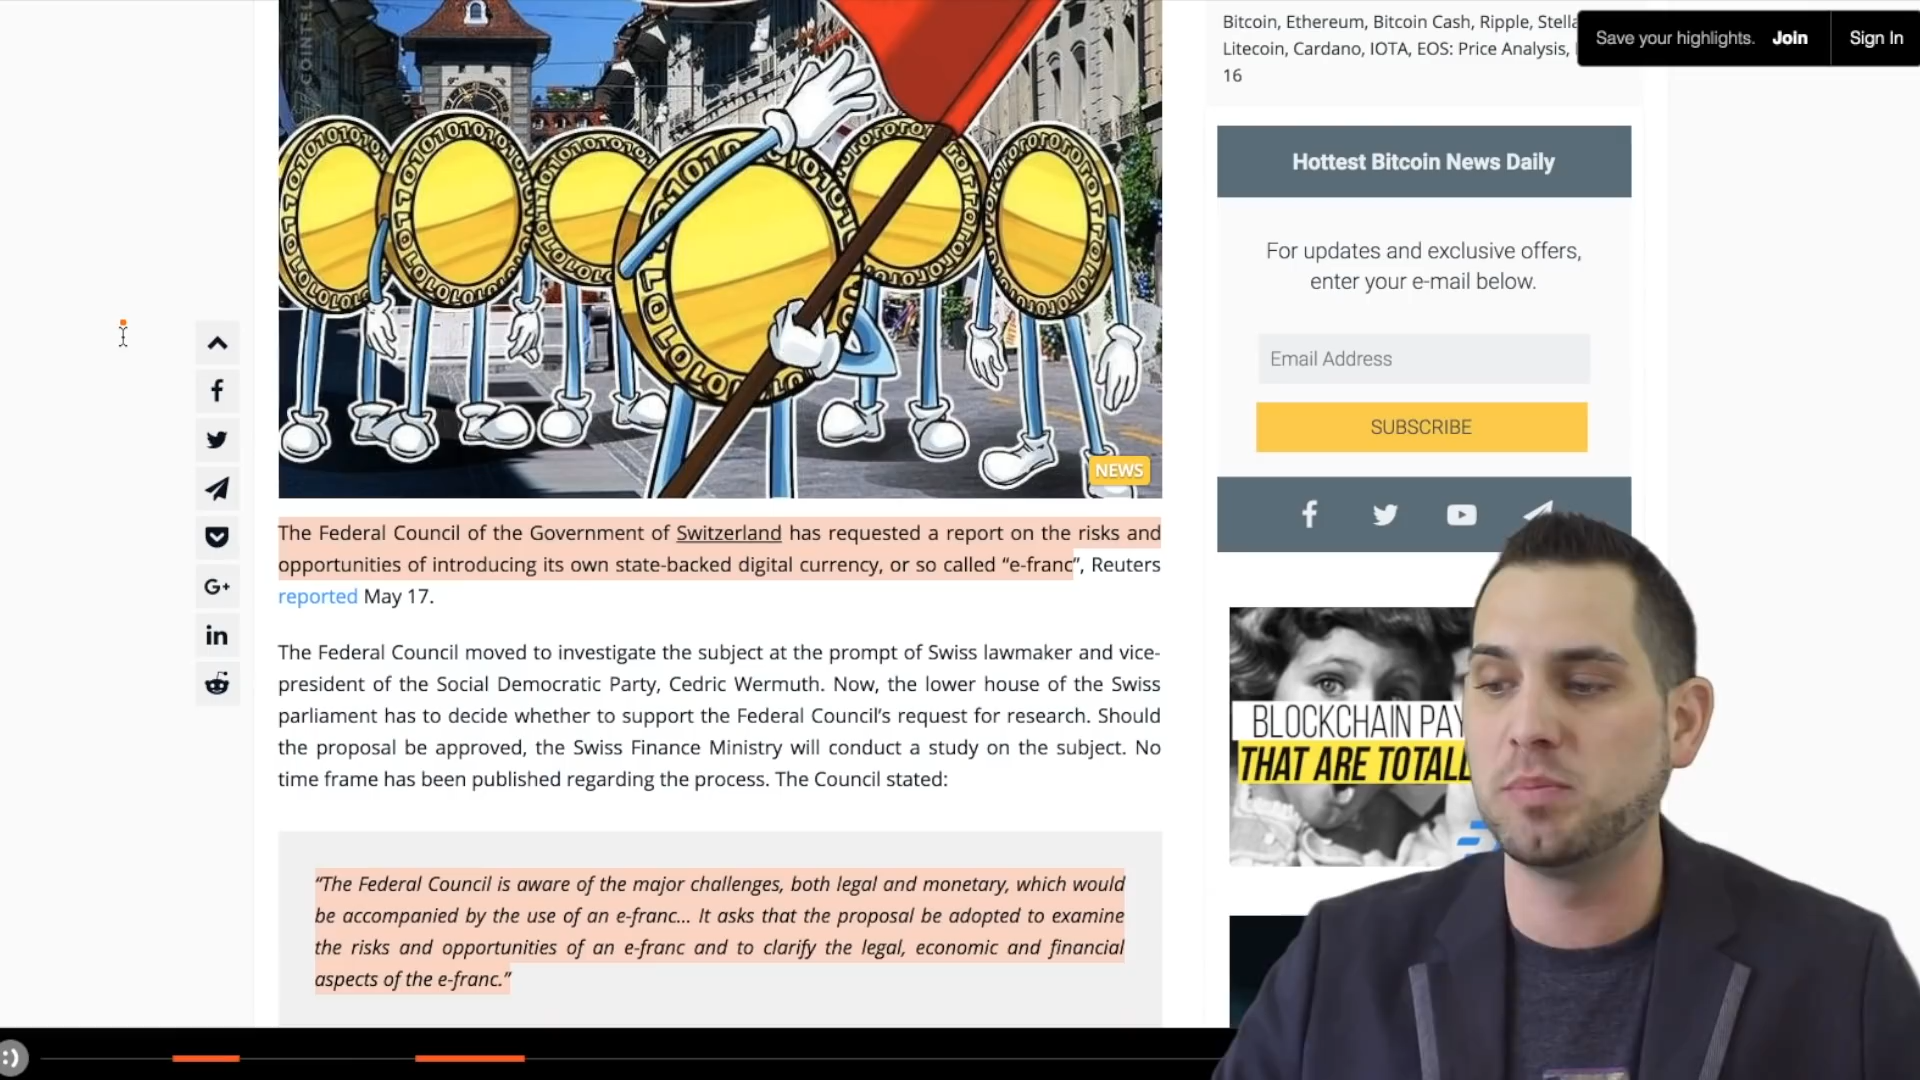 Bitcoin, Ethereum, Bitcoin Cash, Ripple,
Litecoin, Cardano, IOTA, EOS: Price Analysis,
16
Save your highlights. Join Sign In
COINTEL
NEWS
Hottest Bitcoin News Daily
For updates and exclusive offers,
enter your e-mail below.
Email Address
SUBSCRIBE
The Federal Council of the Government of Switzerland has requested a report on the risks and
opportunities of introducing its own state-backed digital currency, or so called “e-franc”, Reuters
reported May 17.
The Federal Council moved to investigate the subject at the prompt of Swiss lawmaker and vice-
president of the Social Democratic Party, Cedric Wermuth. Now, the lower house of the Swiss
parliament has to decide whether to support the Federal Council’s request for research. Should
the proposal be approved, the Swiss Finance Ministry will conduct a study on the subject. No
time frame has been published regarding the process. The Council stated:
“The Federal Council is aware of the major challenges, both legal and monetary, which would
be accompanied by the use of an e-franc... It asks that the proposal be adopted to examine
the risks and opportunities of an e-franc and to clarify the legal, economic and financial
aspects of the e-franc.”
BLOCKCHAIN PAY
THAT ARE TOTALL
G+
in
:)